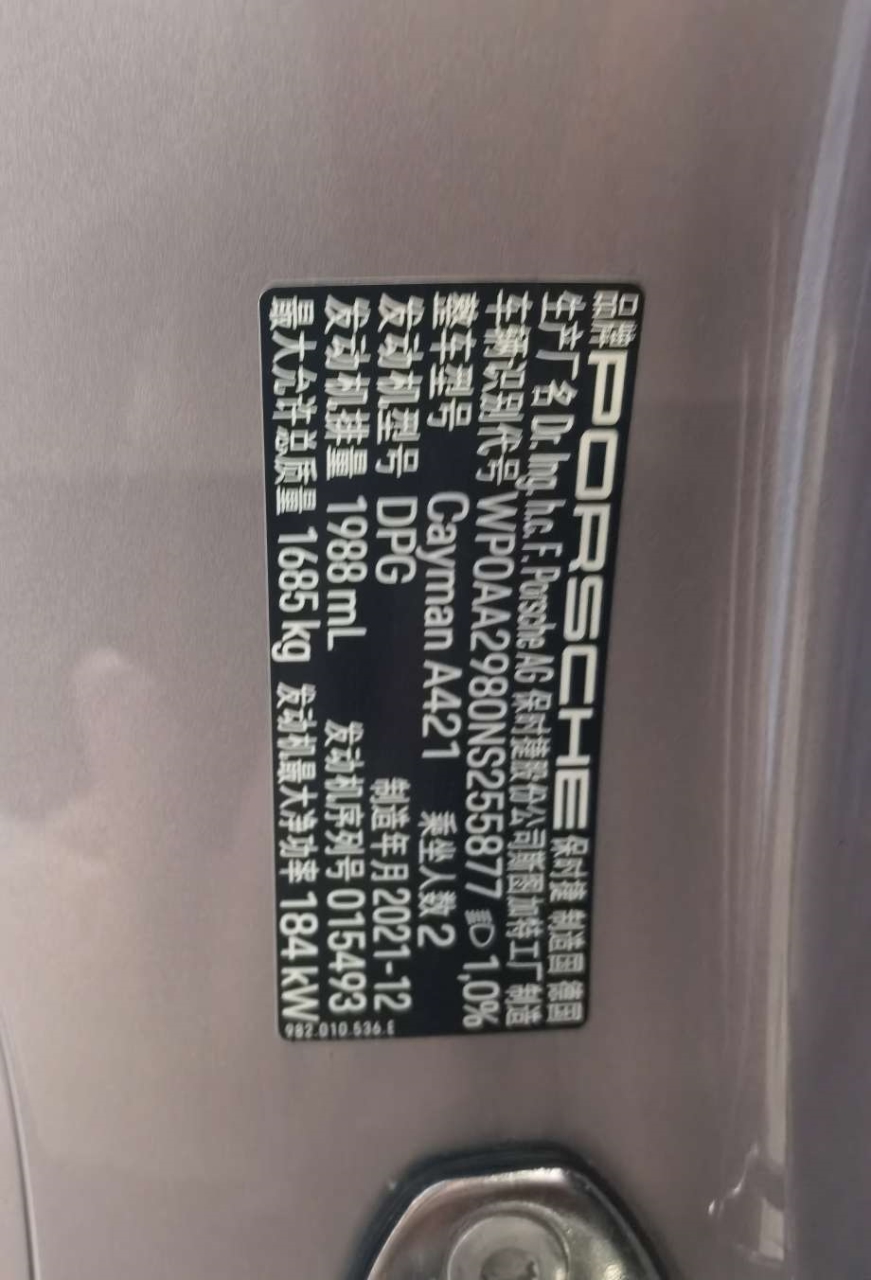 品牌 PORSCHE 保时捷 制造国 德国
生产厂名 Dr. Ing. h.c. F. Porsche AG 保时捷股份公司斯图加特工厂制造
车辆识别代号 WP0AA2980NS255877 1,0%
整车型号 Cayman A421 乘坐人数 2
发动机型号 DPG 制造年月 2021-12
发动机排量 1988 mL 发动机序列号 015493
最大允许总质量 1685 kg 发动机最大净功率 184 kW
982.010.536.E